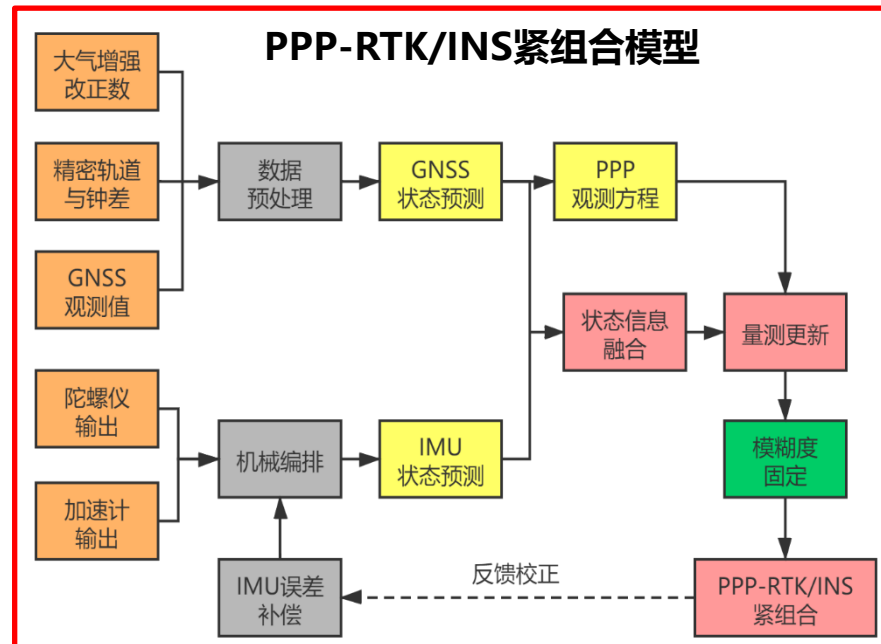 PPP-RTK/INS紧组合模型
大气增强
改正数
精密轨道
与钟差
GNSS
观测值
数据
预处理
GNSS
状态预测
PPP
观测方程
状态信息
融合
量测更新
陀螺仪
输出
加速计
输出
机械编排
IMU
状态预测
模糊度
固定
IMU误差
补偿
反馈校正
PPP-RTK/INS
紧组合